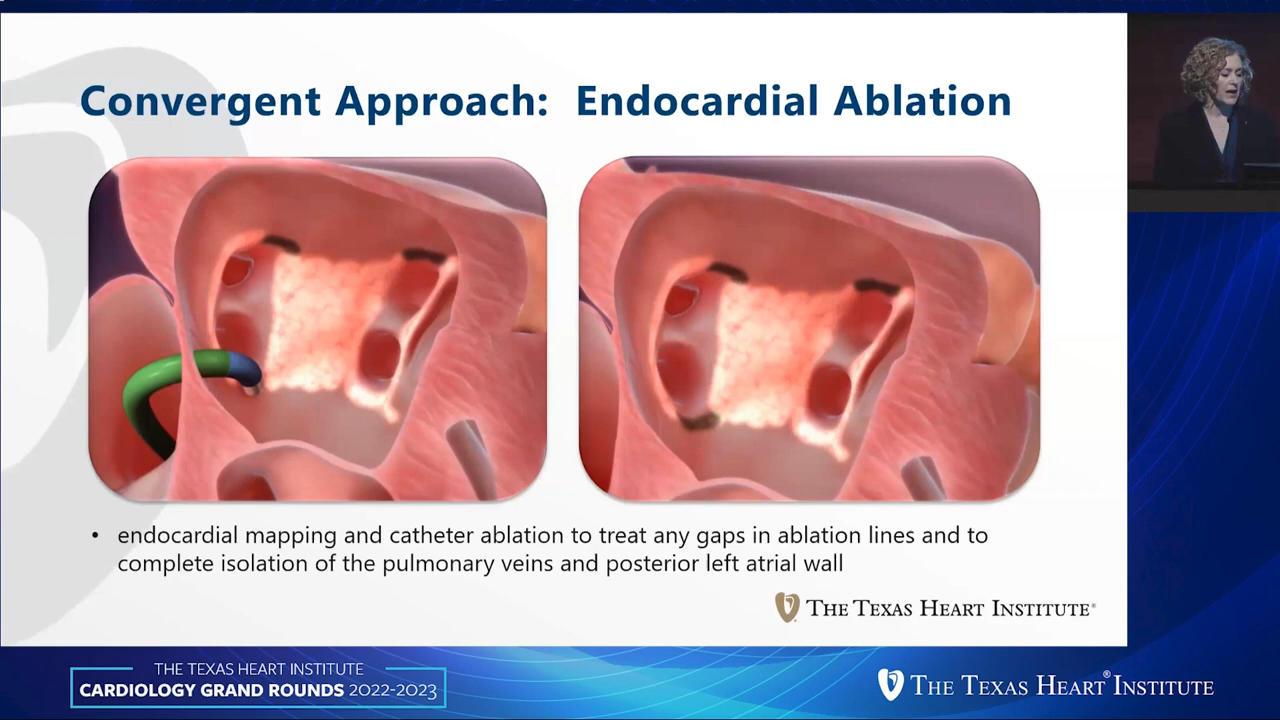 Convergent Approach: Endocardial Ablation
• endocardial mapping and catheter ablation to treat any gaps in ablation lines and to
complete isolation of the pulmonary veins and posterior left atrial wall
THE TEXAS HEART INSTITUTE®
THE TEXAS HEART INSTITUTE
CARDIOLOGY GRAND ROUNDS 2022-2023
THE TEXAS HEART® INSTITUTE